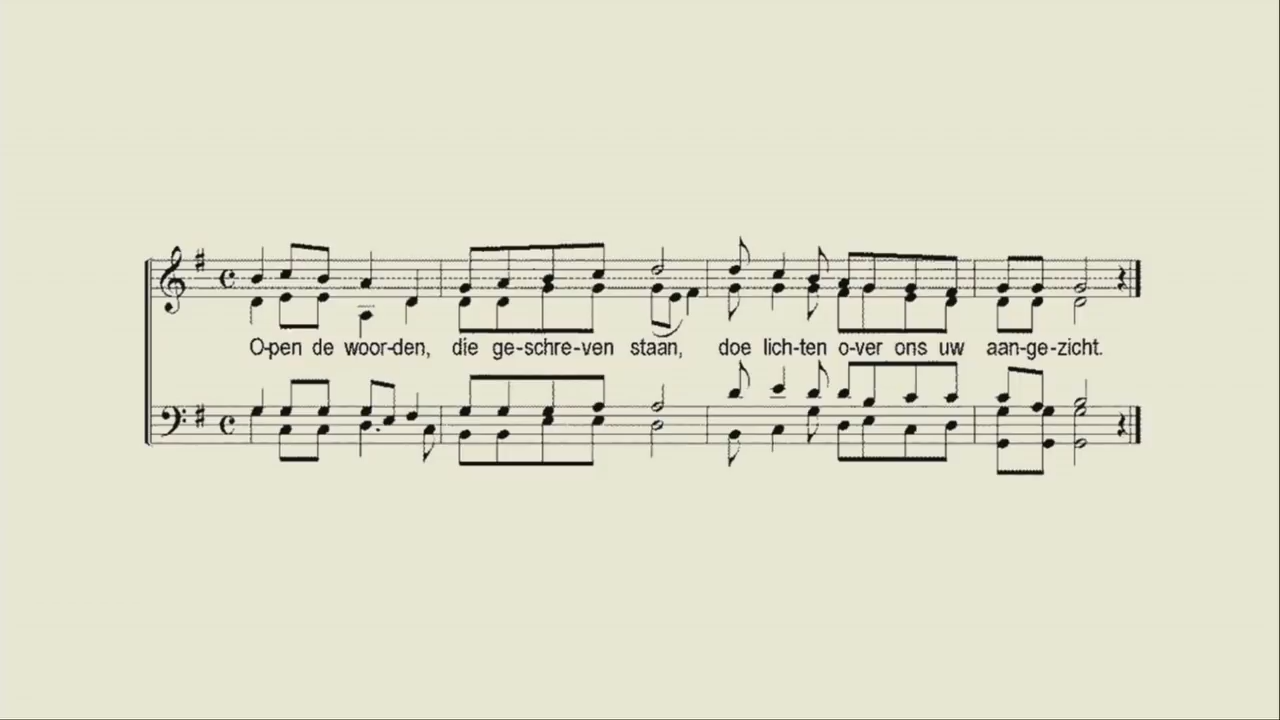 O-pen de woor-den, die ge-schre-ven staan, doe lich-ten o-ver ons uw aan-ge-zicht.